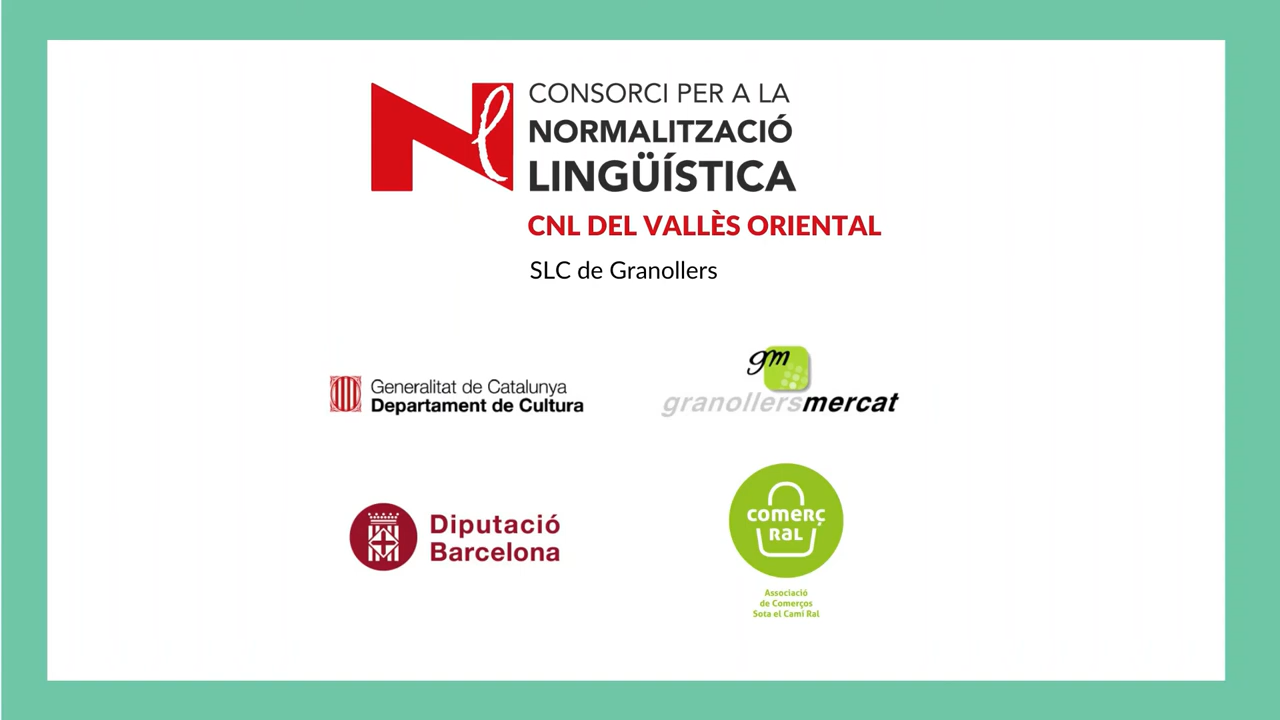 CONSORCI PER A LA
NORMALITZACIÓ
LINGÜÍSTICA
CNL DEL VALLÈS ORIENTAL
SLC de Granollers
Generalitat de Catalunya
Departament de Cultura
gm
granollersmercat
Diputació
Barcelona
comerç
RaL
Associació
de Comerços
Sota el Camí Ral